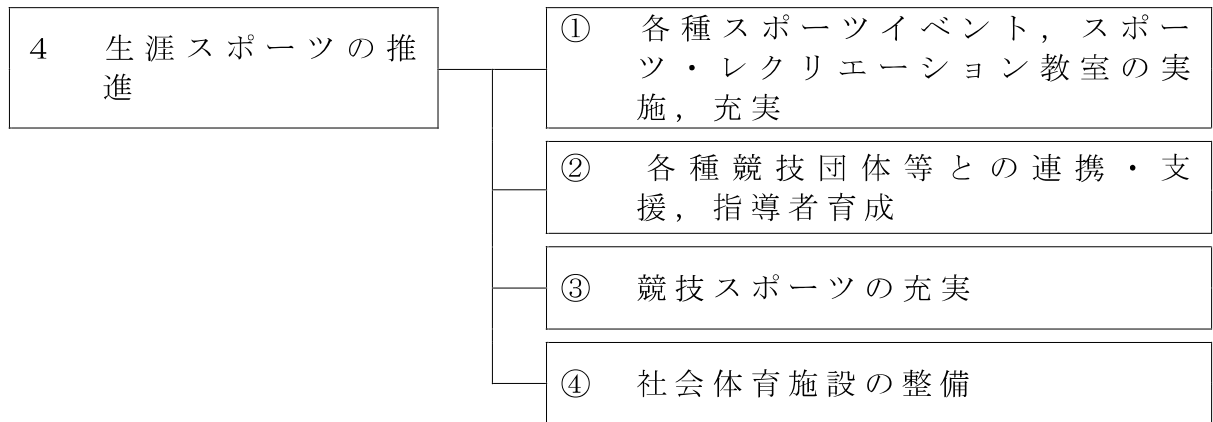 ４　生涯スポーツの推
進
①　各種スポーツイベント，スポー
ツ・レクリエーション教室の実
施，充実
②　各種競技団体等との連携・支
援，指導者育成
③　競技スポーツの充実
④　社会体育施設の整備